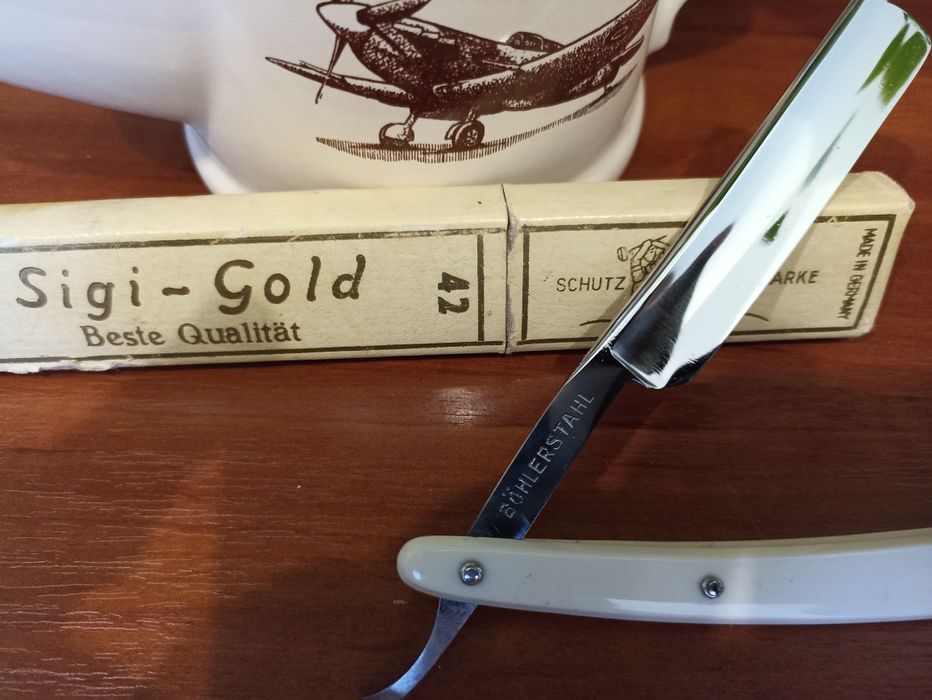 Sigi - Gold
Beste Qualität
42
SCHUTZ ARKE
MADE IN GERMANY
BÖHLERSTAHL